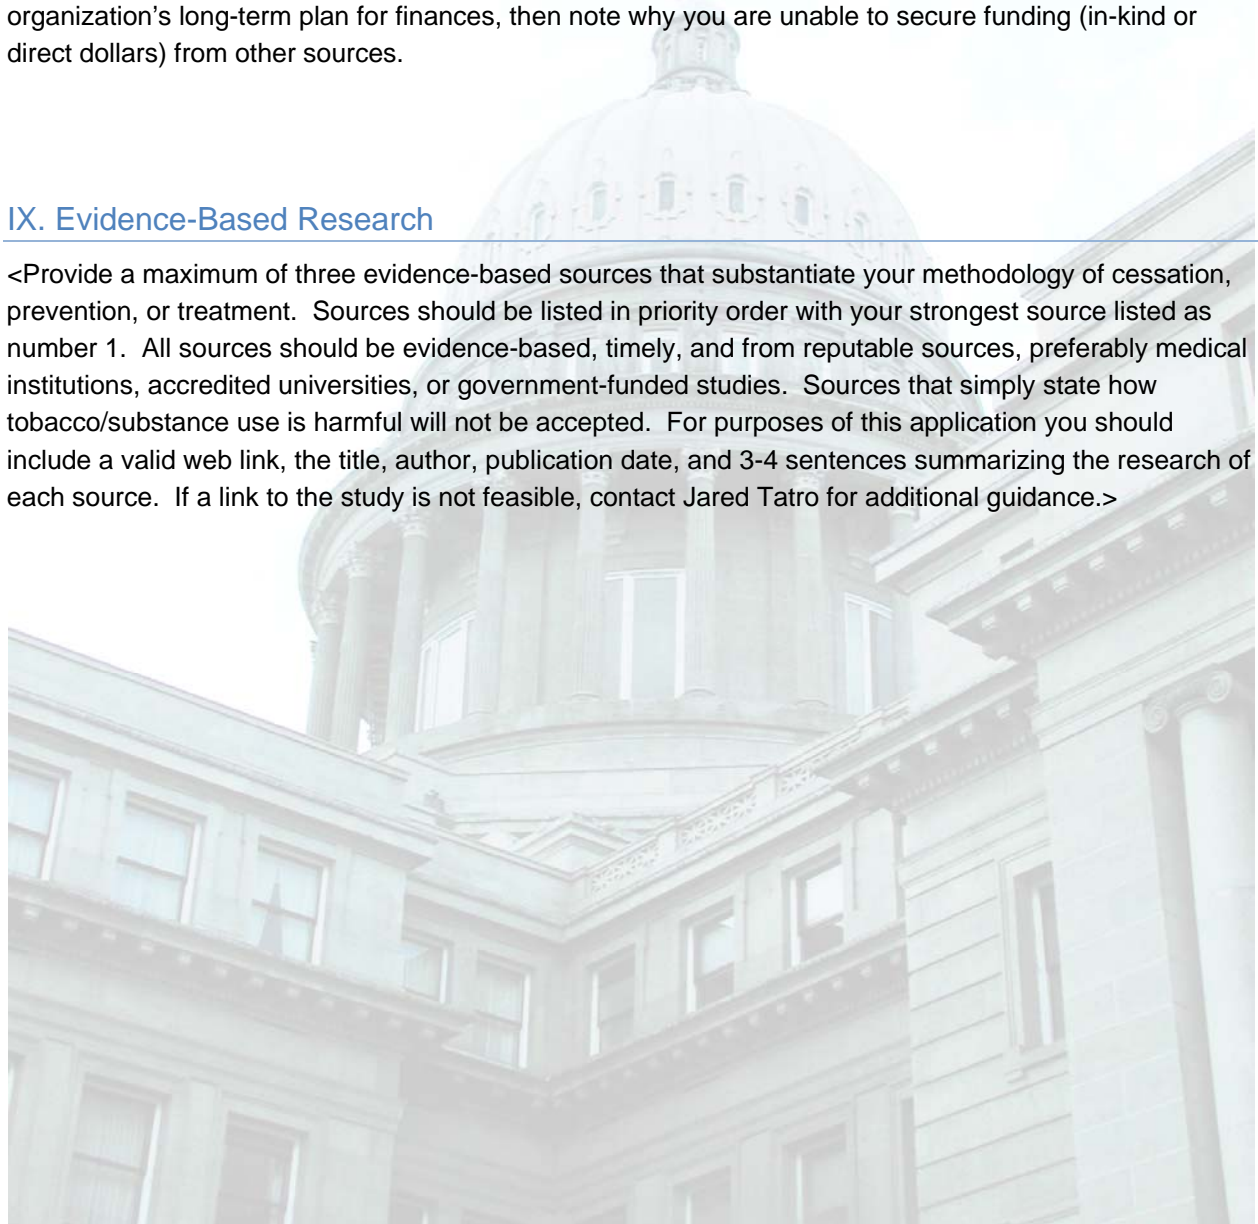 organization's long-term plan for finances, then note why you are unable to secure funding (in-kind or
direct dollars) from other sources.
IX. Evidence-Based Research
<Provide a maximum of three evidence-based sources that substantiate your methodology of cessation,
prevention, or treatment.  Sources should be listed in priority order with your strongest source listed as
number 1.  All sources should be evidence-based, timely, and from reputable sources, preferably medical
institutions, accredited universities, or government-funded studies.  Sources that simply state how
tobacco/substance use is harmful will not be accepted.  For purposes of this application you should
include a valid web link, the title, author, publication date, and 3-4 sentences summarizing the research of
each source.  If a link to the study is not feasible, contact Jared Tatro for additional guidance.>